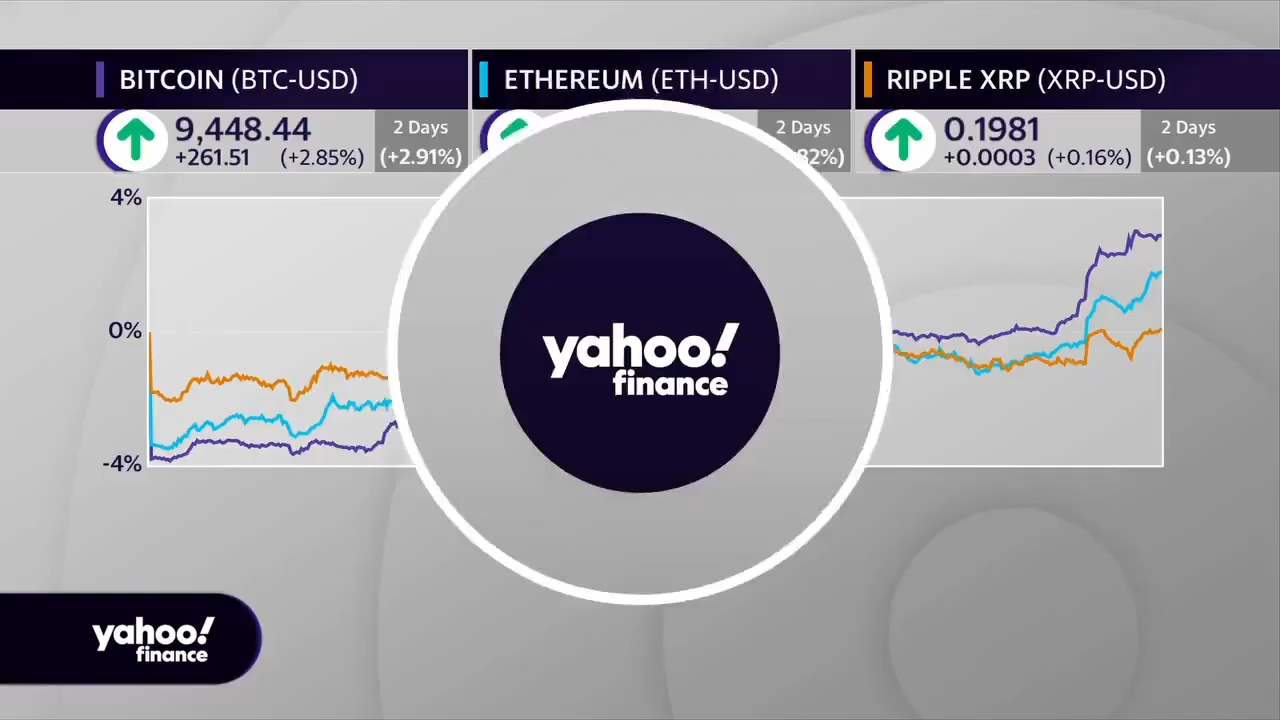 BITCOIN (BTC-USD)
9,448.44
+261.51 (+2.85%)
2 Days
(+2.91%)
ETHEREUM (ETH-USD)
2 Days
82%)
RIPPLE XRP (XRP-USD)
0.1981
+0.0003 (+0.16%)
2 Days
(+0.13%)
4%
0%
-4%
yahoo!
finance
yahoo!
finance